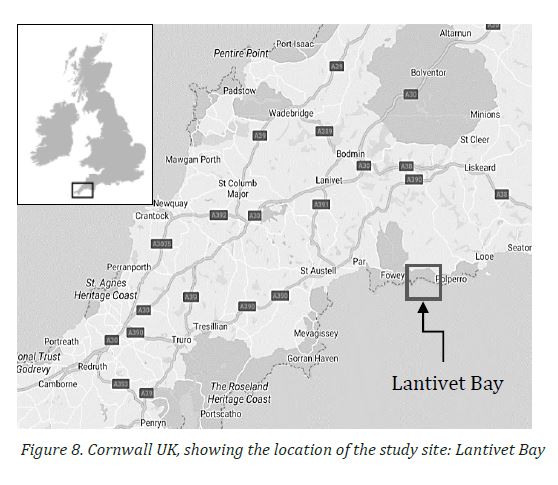 Altarnun
Port Isaac
Pentire Point
A39
Bolventor
Padstow
A30
Wadebridge
Minions
A39
A389
St Cleer
Bodmin
Mawgan Porth
A30
A38
Liskeard
St Columb
Major
Lanivet
A390
A38
Newquay
Crantock
A392
A30
A391
A3075
Seaton
Looe
Par
Perranporth
St Austell
Fowey
Polperro
St. Agnes
Heritage Coast
A39
A390
A390
A30
Tresillian
Mevagissey
A390
Portreath
A30
Truro
Gorran Haven
onal Trust
Godrevy
Redruth
Camborne
A393
A39
The Roseland
Heritage Coast
Lantivet Bay
Portscatho
Penryn
Figure 8. Cornwall UK, showing the location of the study site: Lantivet Bay